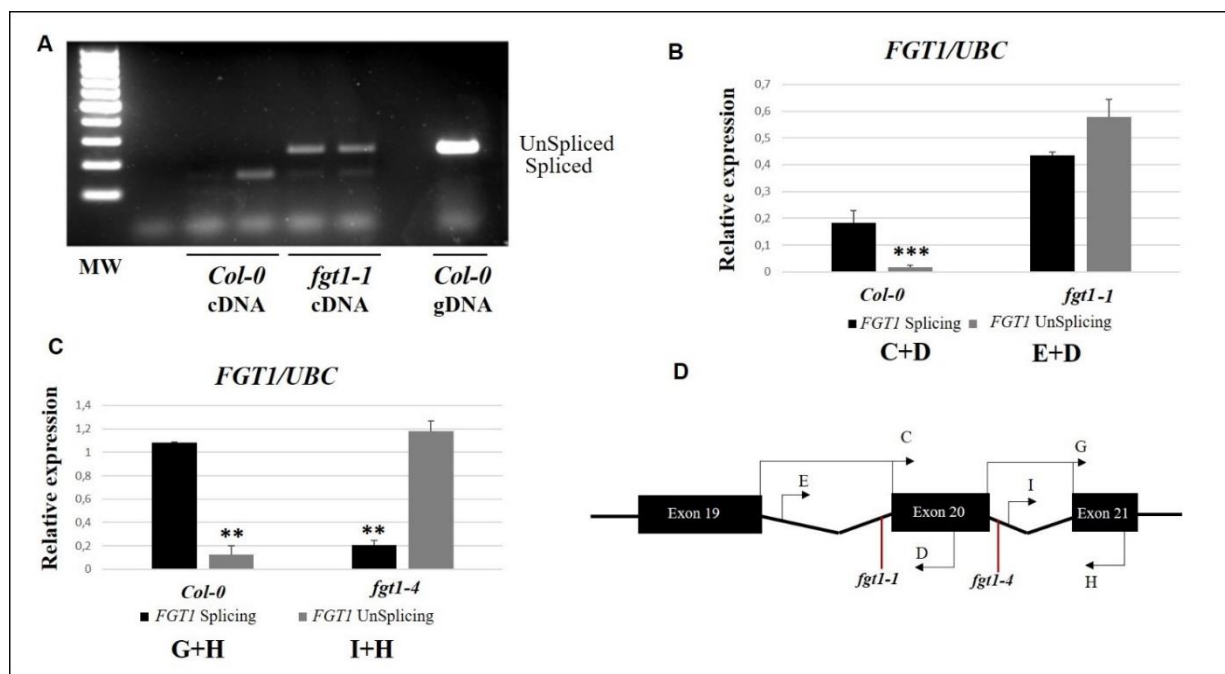 A
UnSpliced
Spliced
MW
Col-0
cDNA
fgt1-1
cDNA
Col-0
gDNA
B
FGT1/UBC
Relative expression
0,7
0,6
0,5
0,4
0,3
0,2
0,1
0
***
Col-0
fgt1-1
FGT1 Splicing
FGT1 UnSplicing
C+D
E+D
C
FGT1/UBC
Relative expression
1,4
1,2
1
0,8
0,6
0,4
0,2
0
**
**
Col-0
fgt1-4
FGT1 Splicing
FGT1 UnSplicing
G+H
I+H
D
C
G
E
I
Exon 19
Exon 20
Exon 21
D
fgt1-1
fgt1-4
H